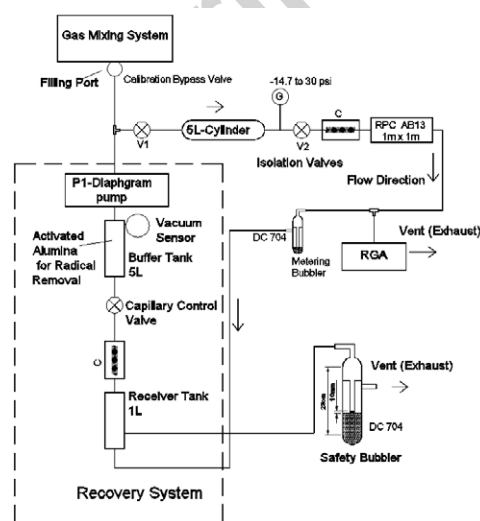 Gas Mixing System
Filling Port
Calibration Bypass Valve
-14.7 to 30 psi
G
C
V1
5L-Cylinder
V2
RPC AB13
1m x 1m
Isolation Valves
Flow Direction
P1-Diaphgram
pump
Vacuum
Sensor
Activated
Alumina
for Radical
Removal
Buffer Tank
5L
DC 704
Metering
Bubbler
RGA
Vent (Exhaust)
Capillary Control
Valve
C
Receiver Tank
1L
Vent (Exhaust)
DC 704
Safety Bubbler
Recovery System